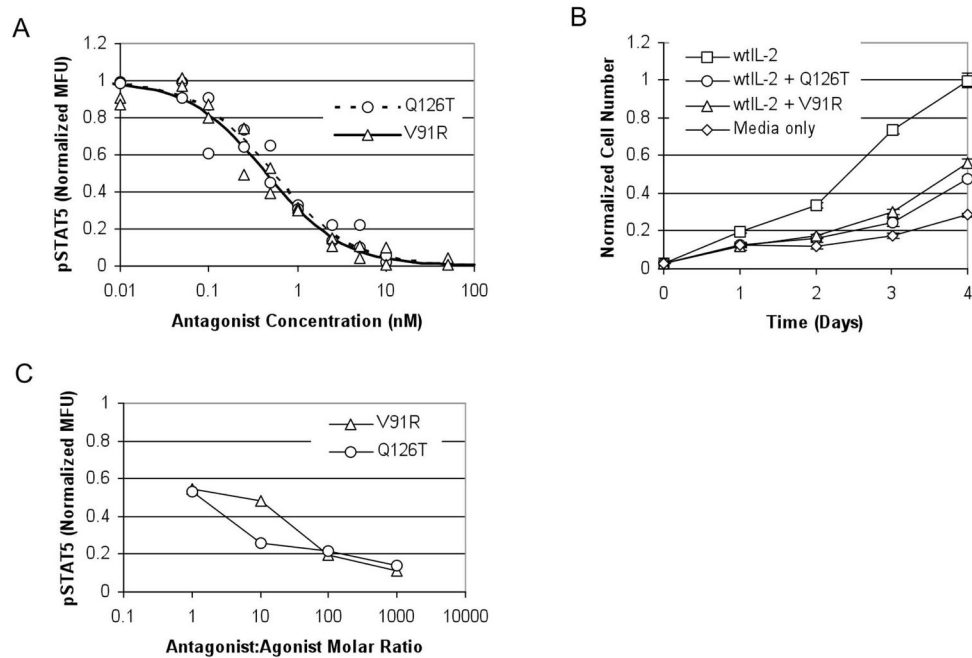 A
pSTAT5 (Normalized MFU)
1.2
1
0.8
0.6
0.4
0.2
0
Q126T
V91R
0.01
0.1
1
10
100
Antagonist Concentration (nM)
B
Normalized Cell Number
1.2
1
0.8
0.6
0.4
0.2
0
wtIL-2
wtIL-2 + Q126T
wtIL-2 + V91R
Media only
0
1
2
3
4
Time (Days)
C
pSTAT5 (Normalized MFU)
1
0.8
0.6
0.4
0.2
0
V91R
Q126T
0.1
1
10
100
1000
10000
Antagonist:Agonist Molar Ratio